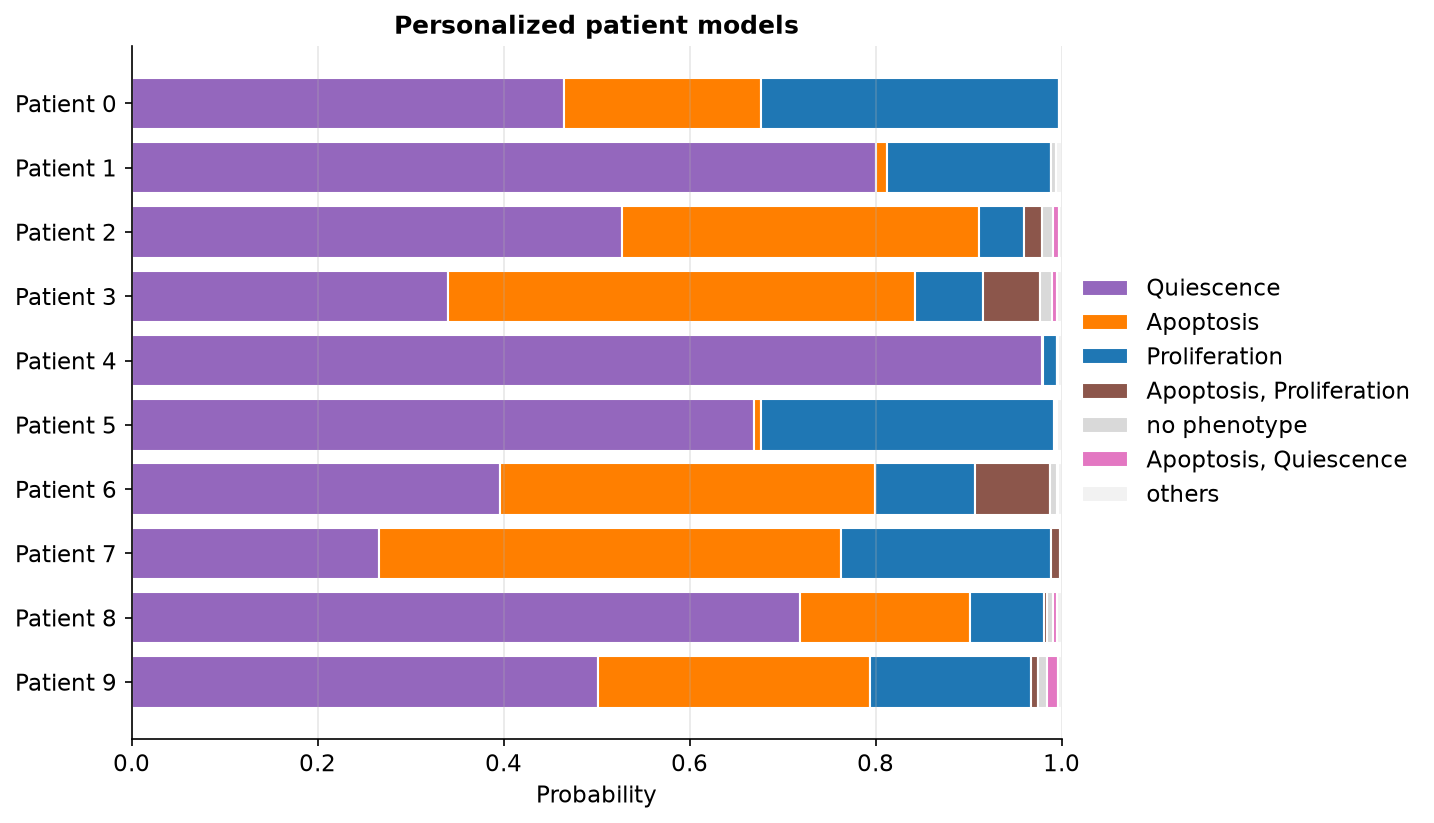 Personalized patient models
Patient 0
Patient 1
Patient 2
Patient 3
Patient 4
Patient 5
Patient 6
Patient 7
Patient 8
Patient 9
0.0 0.2 0.4 0.6 0.8 1.0
Probability
Quiescence
Apoptosis
Proliferation
Apoptosis, Proliferation
no phenotype
Apoptosis, Quiescence
others